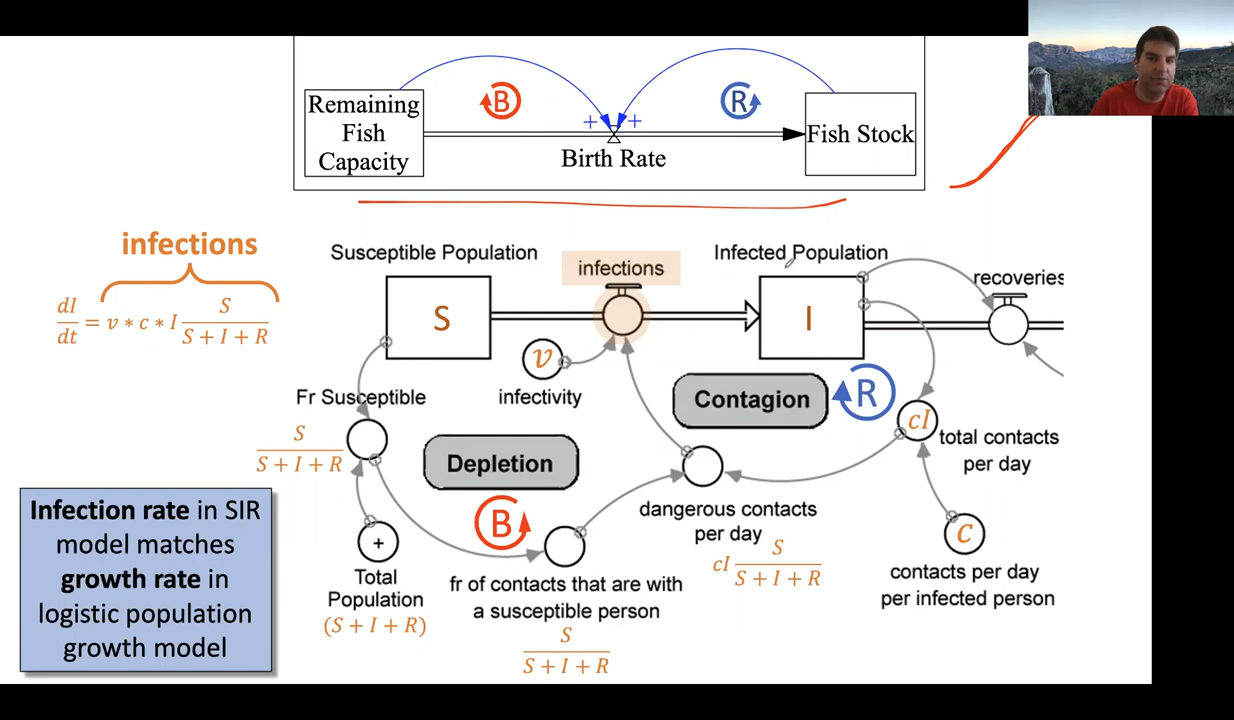 Remaining
Fish
Capacity
B
+
+
R
Birth Rate
Fish Stock
infections
dI/dt = v * c * I S/(S + I + R)
Susceptible Population
S
infections
Infected Population
I
recoveries
v
infectivity
Contagion
R
cI
total contacts
per day
Fr Susceptible
S/(S + I + R)
Depletion
B
dangerous contacts
per day
cI S/(S + I + R)
C
contacts per day
per infected person
+
Total
Population
(S + I + R)
fr of contacts that are with
a susceptible person
S/(S + I + R)
Infection rate in SIR
model matches
growth rate in
logistic population
growth model